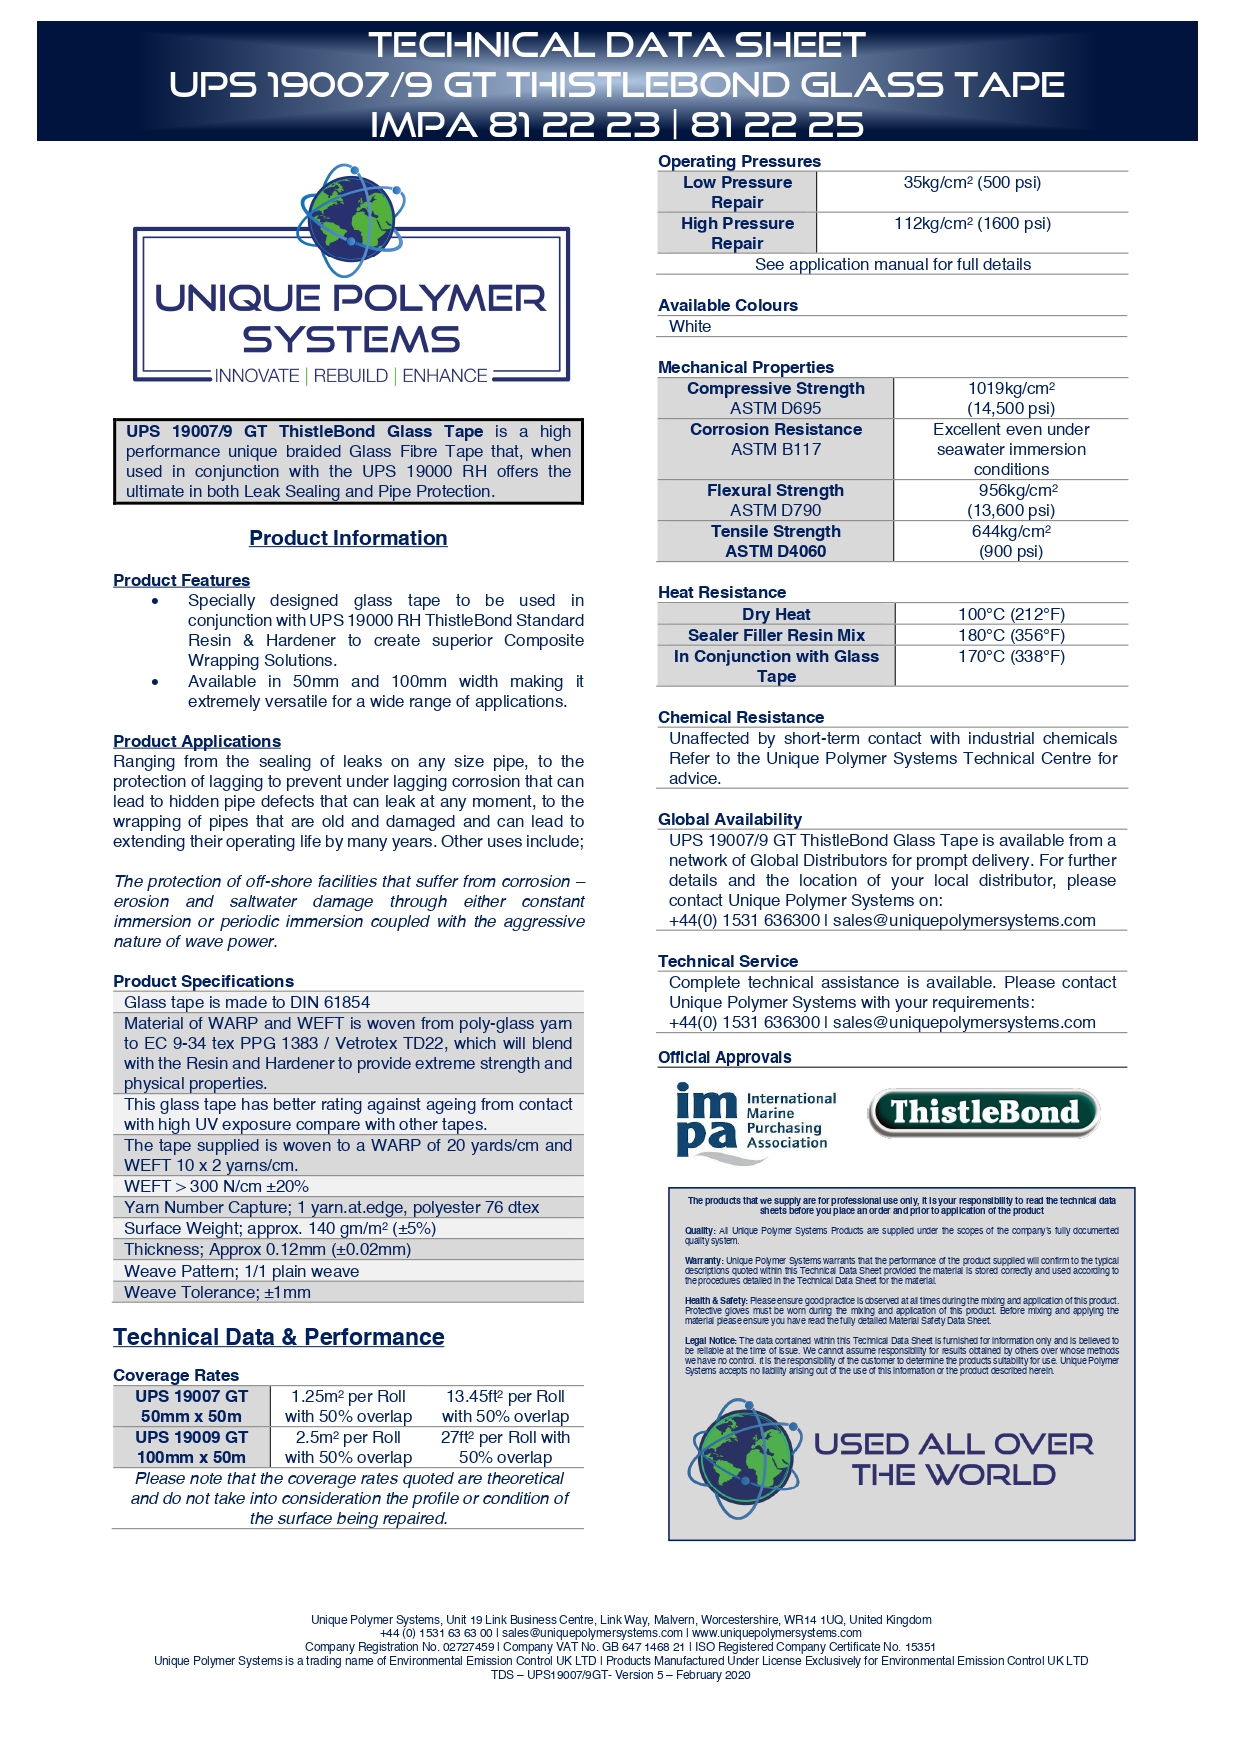 TECHNICAL DATA SHEET
UPS 19007/9 GT THISTLEBOND GLASS TAPE
IMPA 81 22 23 | 81 22 25
UNIQUE POLYMER
SYSTEMS
INNOVATE | REBUILD | ENHANCE
UPS 19007/9 GT ThistleBond Glass Tape is a high
performance unique braided Glass Fibre Tape that, when
used in conjunction with the UPS 19000 RH offers the
ultimate in both Leak Sealing and Pipe Protection.
Product Information
Product Features
• Specially designed glass tape to be used in
conjunction with UPS 19000 RH ThistleBond Standard
Resin & Hardener to create superior Composite
Wrapping Solutions.
• Available in 50mm and 100mm width making it
extremely versatile for a wide range of applications.
Product Applications
Ranging from the sealing of leaks on any size pipe, to the
protection of lagging to prevent under lagging corrosion that can
lead to hidden pipe defects that can leak at any moment, to the
wrapping of pipes that are old and damaged and can lead to
extending their operating life by many years. Other uses include;
The protection of off-shore facilities that suffer from corrosion –
erosion and saltwater damage through either constant
immersion or periodic immersion coupled with the aggressive
nature of wave power.
Product Specifications
Glass tape is made to DIN 61854
Material of WARP and WEFT is woven from poly-glass yarn
to EC 9-34 tex PPG 1383 / Vetrotex TD22, which will blend
with the Resin and Hardener to provide extreme strength and
physical properties.
This glass tape has better rating against ageing from contact
with high UV exposure compare with other tapes.
The tape supplied is woven to a WARP of 20 yards/cm and
WEFT 10 x 2 yarns/cm.
WEFT > 300 N/cm ±20%
Yarn Number Capture; 1 yarn.at.edge, polyester 76 dtex
Surface Weight; approx. 140 gm/m² (±5%)
Thickness; Approx 0.12mm (±0.02mm)
Weave Pattern; 1/1 plain weave
Weave Tolerance; ±1mm
Technical Data & Performance
Coverage Rates
UPS 19007 GT 1.25m² per Roll 13.45ft² per Roll
50mm x 50m with 50% overlap with 50% overlap
UPS 19009 GT 2.5m² per Roll 27ft² per Roll with
100mm x 50m with 50% overlap 50% overlap
Please note that the coverage rates quoted are theoretical
and do not take into consideration the profile or condition of
the surface being repaired.
Operating Pressures
Low Pressure 35kg/cm² (500 psi)
Repair
High Pressure 112kg/cm² (1600 psi)
Repair
See application manual for full details
Available Colours
White
Mechanical Properties
Compressive Strength 1019kg/cm²
ASTM D695 (14,500 psi)
Corrosion Resistance Excellent even under
ASTM B117 seawater immersion
conditions
Flexural Strength 956kg/cm²
ASTM D790 (13,600 psi)
Tensile Strength 644kg/cm²
ASTM D4060 (900 psi)
Heat Resistance
Dry Heat 100°C (212°F)
Sealer Filler Resin Mix 180°C (356°F)
In Conjunction with Glass 170°C (338°F)
Tape
Chemical Resistance
Unaffected by short-term contact with industrial chemicals
Refer to the Unique Polymer Systems Technical Centre for
advice.
Global Availability
UPS 19007/9 GT ThistleBond Glass Tape is available from a
network of Global Distributors for prompt delivery. For further
details and the location of your local distributor, please
contact Unique Polymer Systems on:
+44(0) 1531 636300 | sales@uniquepolymersystems.com
Technical Service
Complete technical assistance is available. Please contact
Unique Polymer Systems with your requirements:
+44(0) 1531 636300 | sales@uniquepolymersystems.com
Official Approvals
impa International
Marine
Purchasing
Association
ThistleBond
The products that we supply are for professional use only, it is your responsibility to read the technical data
sheets before you place an order and prior to application of the product
Quality: All Unique Polymer Systems Products are supplied under the scopes of the company's fully documented
quality system.
Warranty: Unique Polymer Systems warrants that the performance of the product supplied will confirm to the typical
descriptions quoted within this Technical Data Sheet provided the material is stored correctly and used according to
the procedures detailed in the Technical Data Sheet for the material.
Health & Safety: Please ensure good practice is observed at all times during the mixing and application of this product.
Protective gloves must be worn during the mixing and application of this product. Before mixing and applying the
material please ensure you have read the fully detailed Material Safety Data Sheet.
Legal Notice: The data contained within this Technical Data Sheet is furnished for information only and is believed to
be reliable at the time of issue. We cannot assume responsibility for results obtained by others over whose methods
we have no control. It is the responsibility of the customer to determine the products suitability for use. Unique Polymer
Systems accepts no liability arising out of the use of this information or the product described herein.
USED ALL OVER
THE WORLD
Unique Polymer Systems, Unit 19 Link Business Centre, Link Way, Malvern, Worcestershire, WR14 1UQ, United Kingdom
+44 (0) 1531 63 63 00 | sales@uniquepolymersystems.com | www.uniquepolymersystems.com
Company Registration No. 02727459 | Company VAT No. GB 647 1468 21 | ISO Registered Company Certificate No. 15351
Unique Polymer Systems is a trading name of Environmental Emission Control UK LTD | Products Manufactured Under License Exclusively for Environmental Emission Control UK LTD
TDS – UPS19007/9GT- Version 5 – February 2020